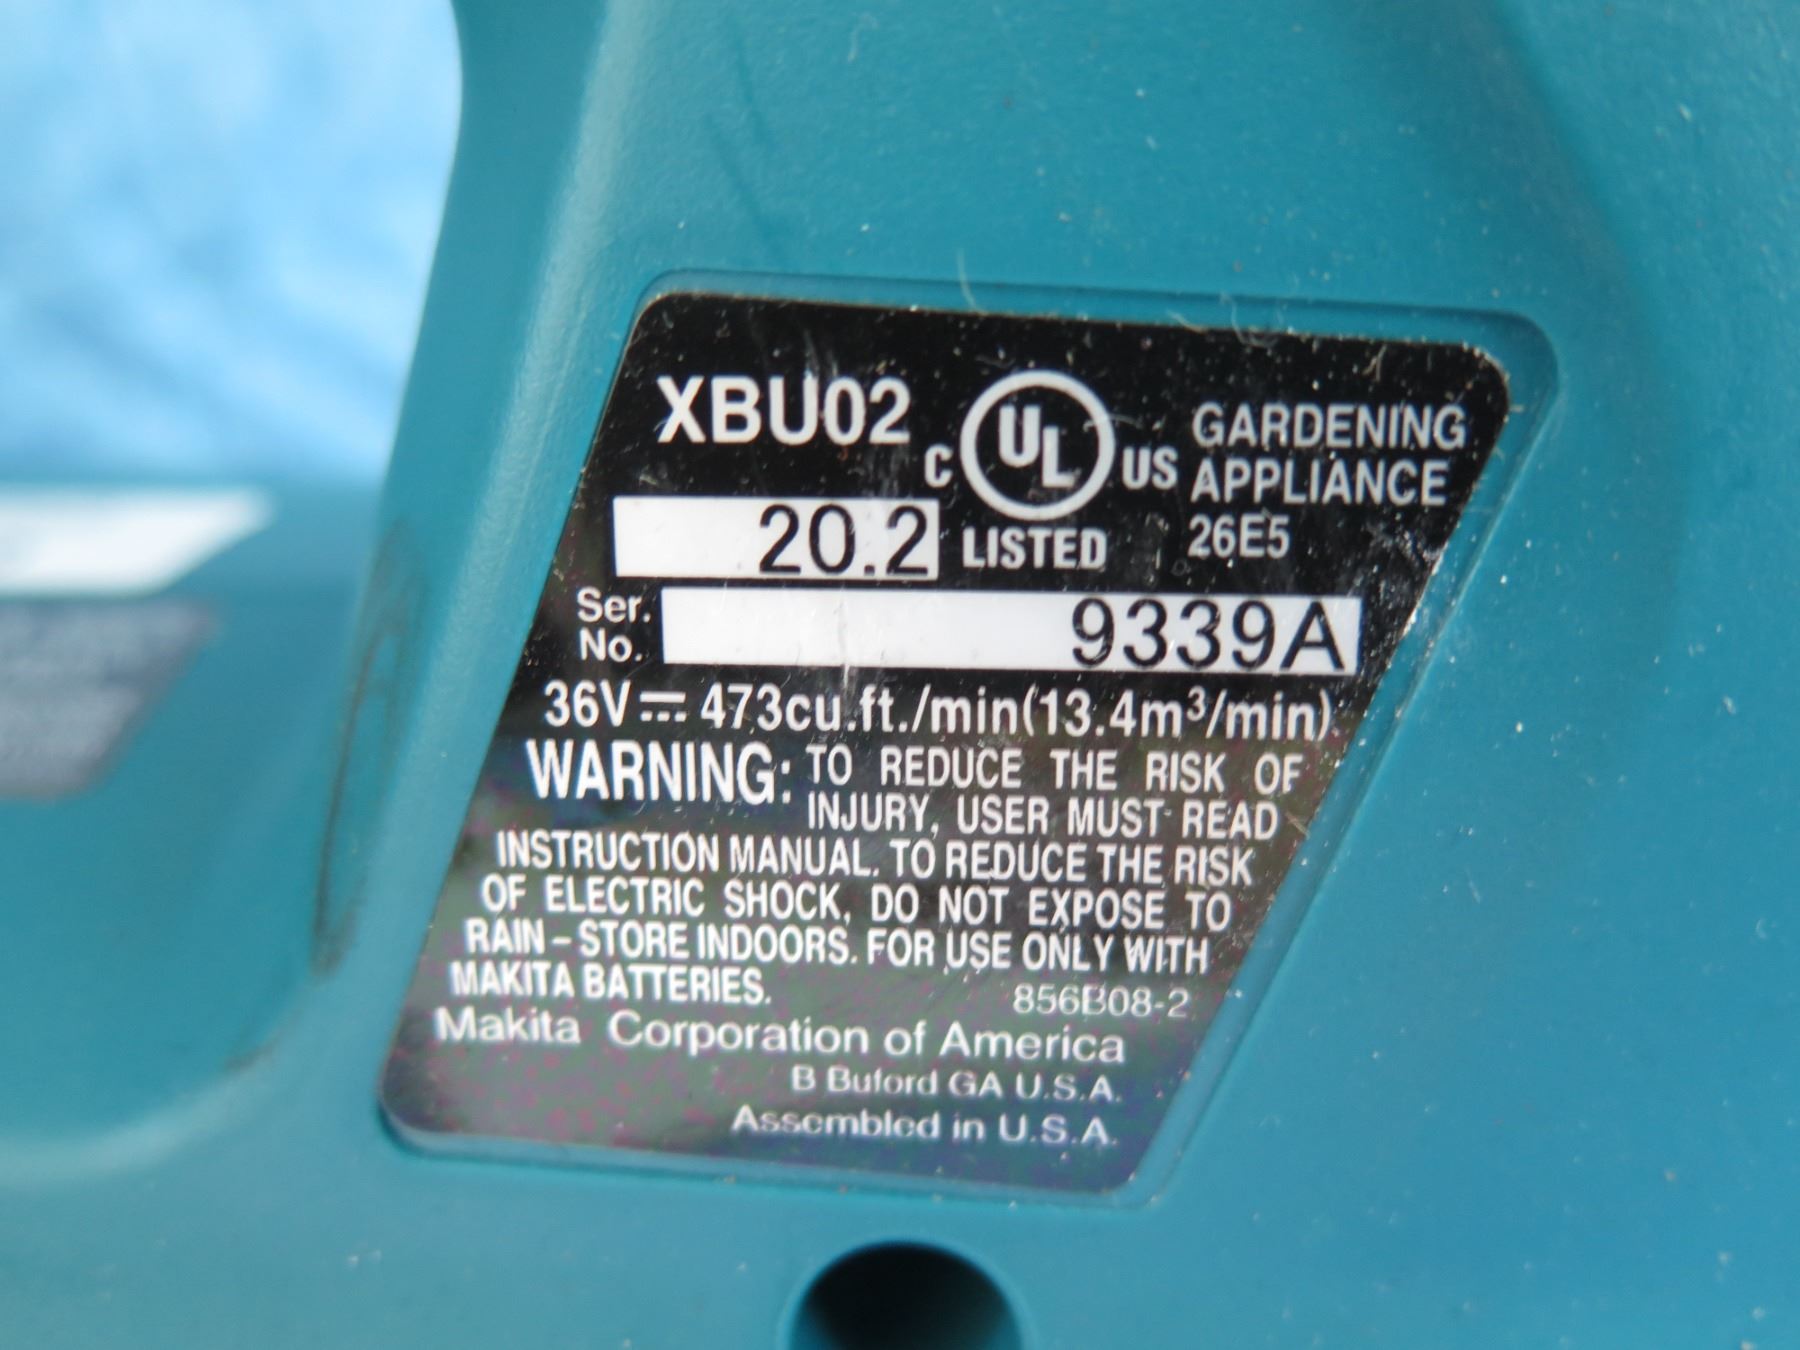 XBU02
C UL US
LISTED
GARDENING
APPLIANCE
26E5
20.2
Ser.
No.
9339A
36V⎓ 473cu.ft./min(13.4m³/min)
WARNING: TO REDUCE THE RISK OF
INJURY, USER MUST READ
INSTRUCTION MANUAL. TO REDUCE THE RISK
OF ELECTRIC SHOCK, DO NOT EXPOSE TO
RAIN – STORE INDOORS. FOR USE ONLY WITH
MAKITA BATTERIES.
856B08-2
Makita Corporation of America
B Buford GA U.S.A.
Assembled in U.S.A.